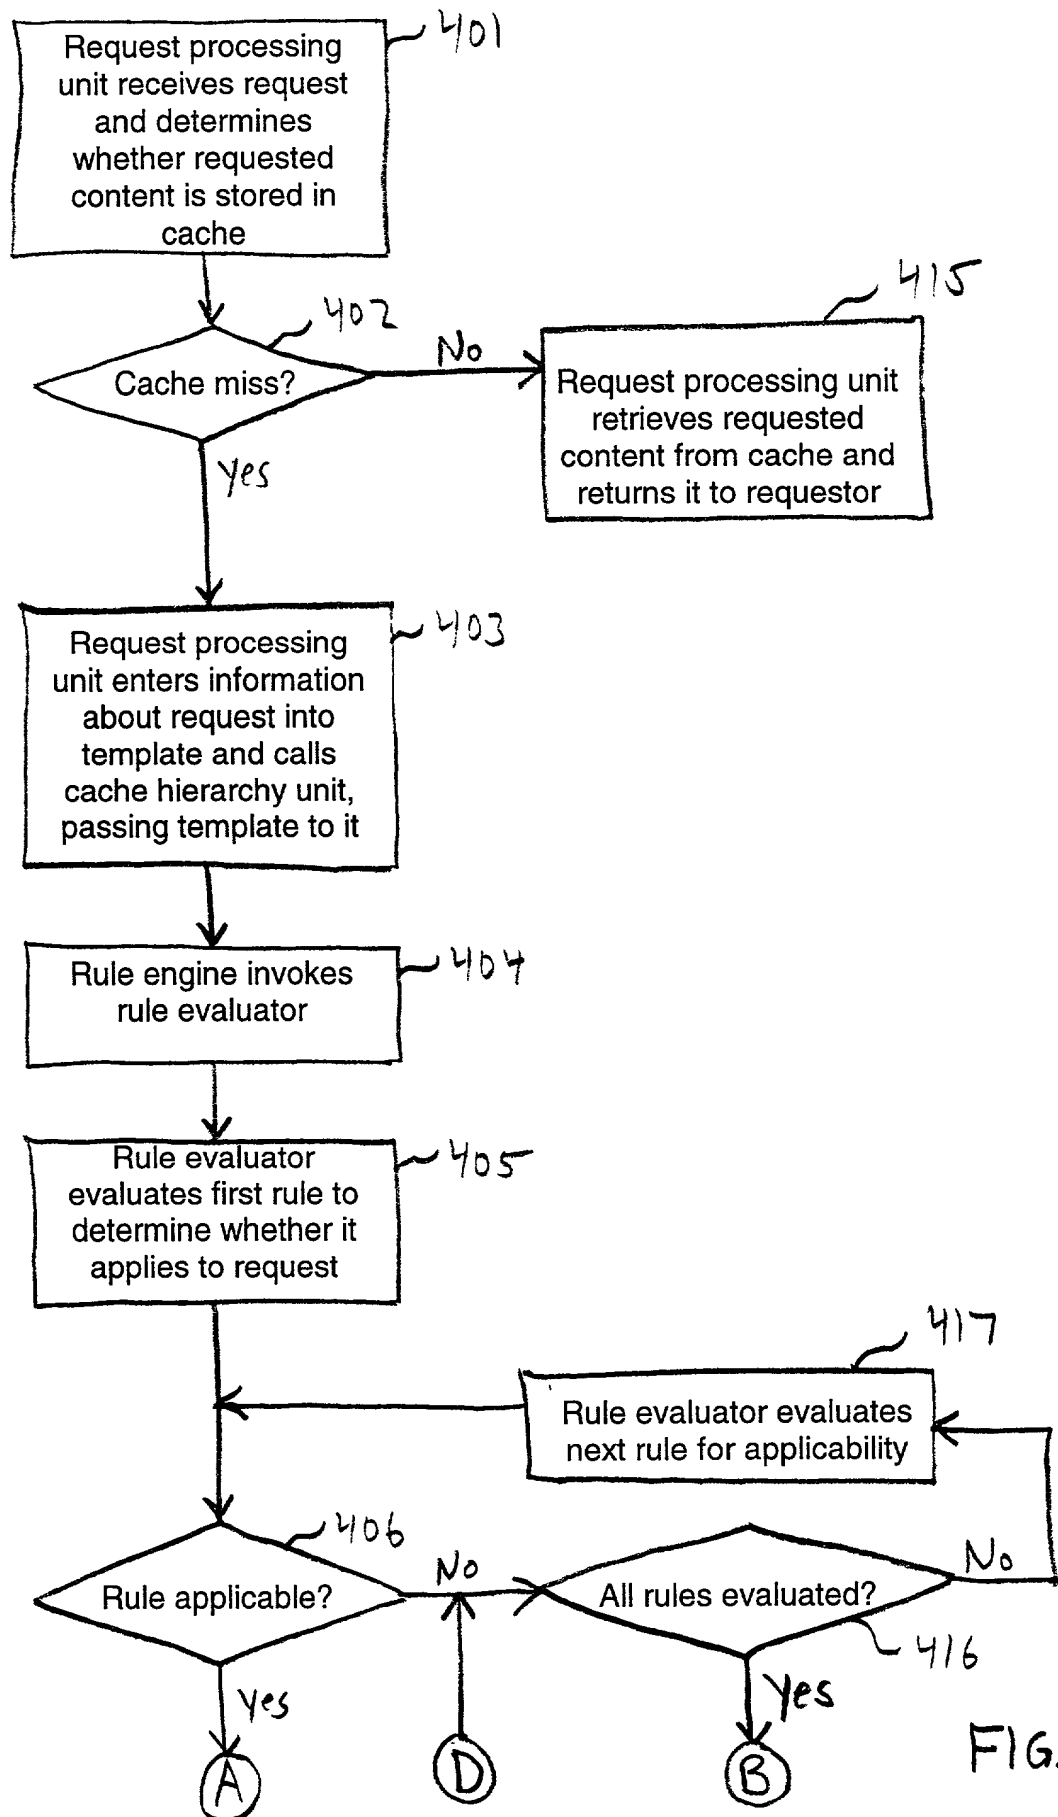 401
Request processing
unit receives request
and determines
whether requested
content is stored in
cache
402
Cache miss?
No
415
Request processing unit
retrieves requested
content from cache and
returns it to requestor
Yes
403
Request processing
unit enters information
about request into
template and calls
cache hierarchy unit,
passing template to it
404
Rule engine invokes
rule evaluator
405
Rule evaluator
evaluates first rule to
determine whether it
applies to request
417
Rule evaluator evaluates
next rule for applicability
406
Rule applicable?
No
All rules evaluated?
No
416
Yes
Yes
A
D
B
FIG.